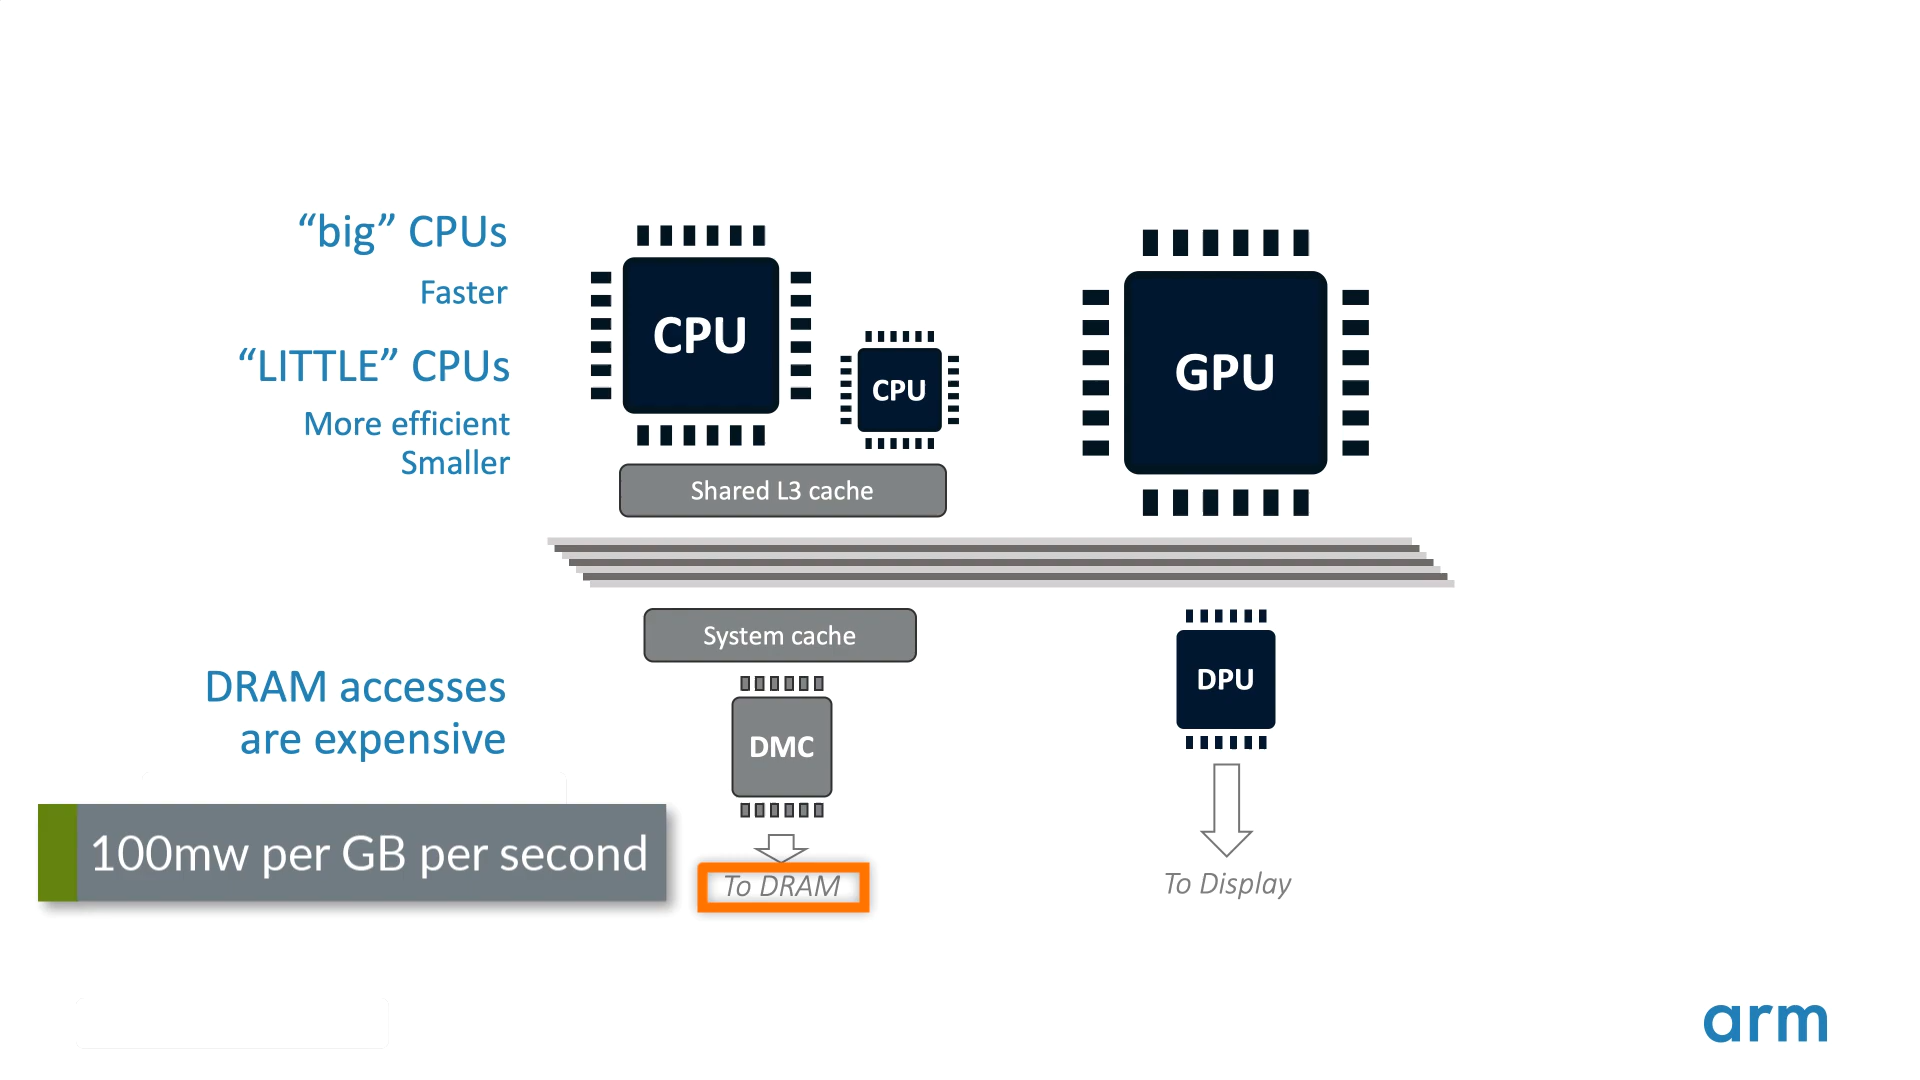 “big” CPUs
Faster
“LITTLE” CPUs
More efficient
Smaller
CPU
CPU
GPU
Shared L3 cache
System cache
DRAM accesses
are expensive
DMC
DPU
100mw per GB per second
To DRAM
To Display
arm